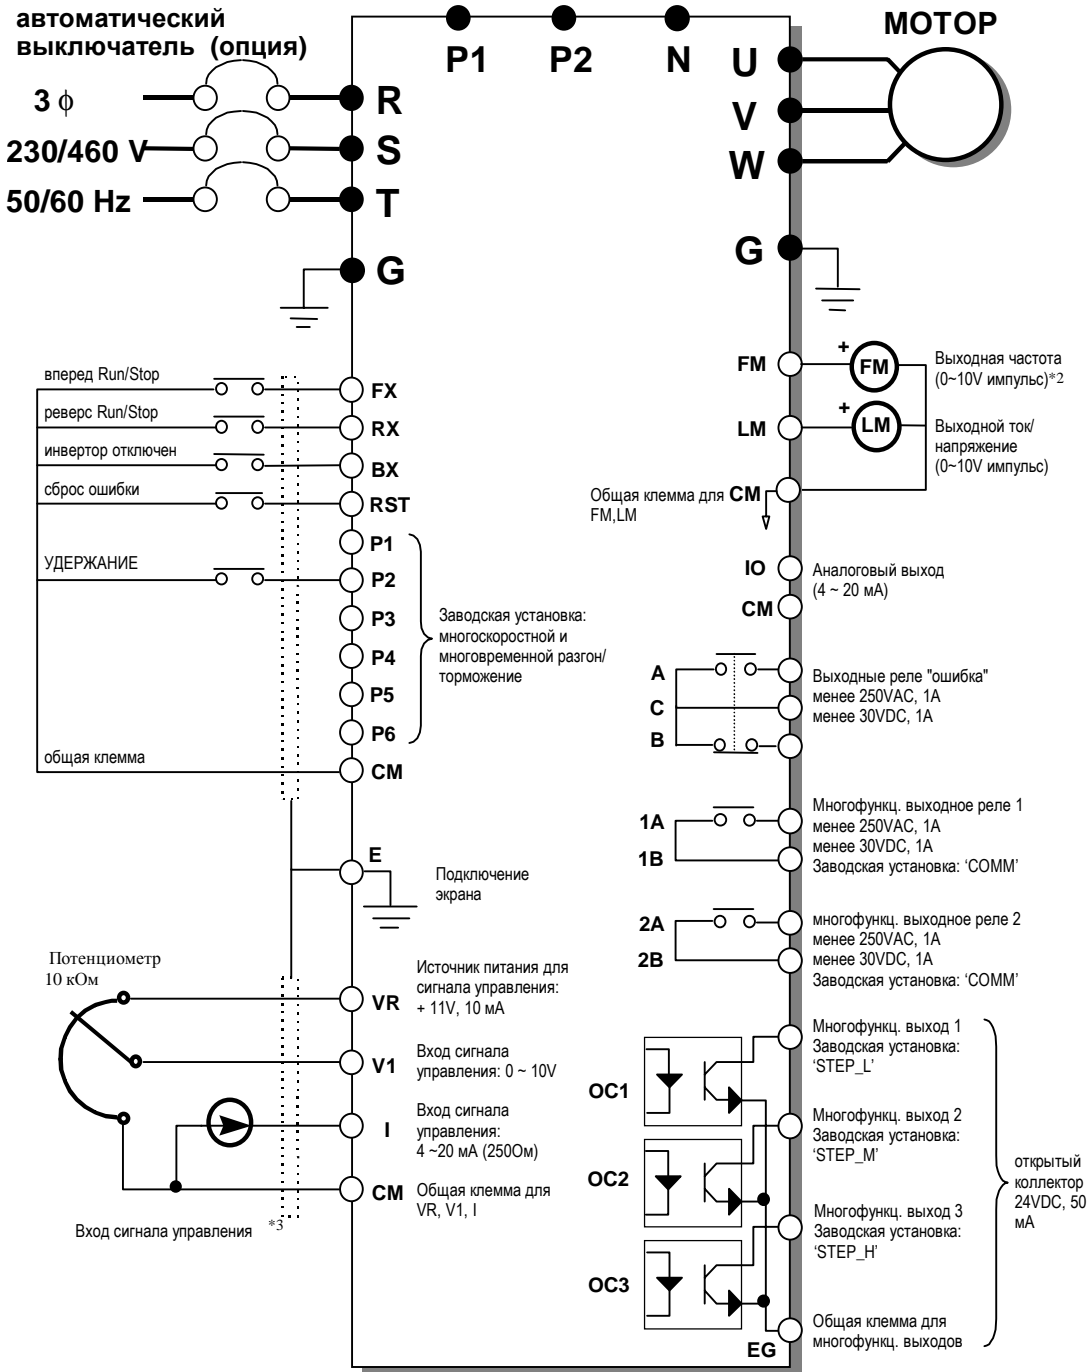 автоматический
выключатель (опция)
3 ϕ
230/460 V
50/60 Hz
R
S
T
G
P1
P2
N
U
V
W
G
МОТОР
вперед Run/Stop
FX
реверс Run/Stop
RX
инвертор отключен
BX
сброс ошибки
RST
P1
УДЕРЖАНИЕ
P2
P3
P4
P5
P6
Заводская установка:
многоскоростной и
многовременной разгон/
торможение
общая клемма
CM
E
Подключение
экрана
Потенциометр
10 кОм
VR
Источник питания для
сигнала управления:
+ 11V, 10 мА
V1
Вход сигнала
управления: 0 ~ 10V
I
Вход сигнала
управления:
4 ~20 мА (250Ом)
CM
Общая клемма для
VR, V1, I
Вход сигнала управления *3
FM
+
FM
Выходная частота
(0~10V импульс)*2
LM
+
LM
Выходной ток/
напряжение
(0~10V импульс)
Общая клемма для CM
FM,LM
IO
Аналоговый выход
(4 ~ 20 мА)
CM
A
C
B
Выходные реле "ошибка"
менее 250VAC, 1A
менее 30VDC, 1A
1A
1B
Многофункц. выходное реле 1
менее 250VAC, 1A
менее 30VDC, 1A
Заводская установка: ‘COMM’
2A
2B
многофункц. выходное реле 2
менее 250VAC, 1A
менее 30VDC, 1A
Заводская установка: ‘COMM’
OC1
Многофункц. выход 1
Заводская установка:
‘STEP_L’
OC2
Многофункц. выход 2
Заводская установка:
‘STEP_M’
OC3
Многофункц. выход 3
Заводская установка:
‘STEP_H’
EG
Общая клемма для
многофункц. выходов
открытый
коллектор
24VDC, 50
мА